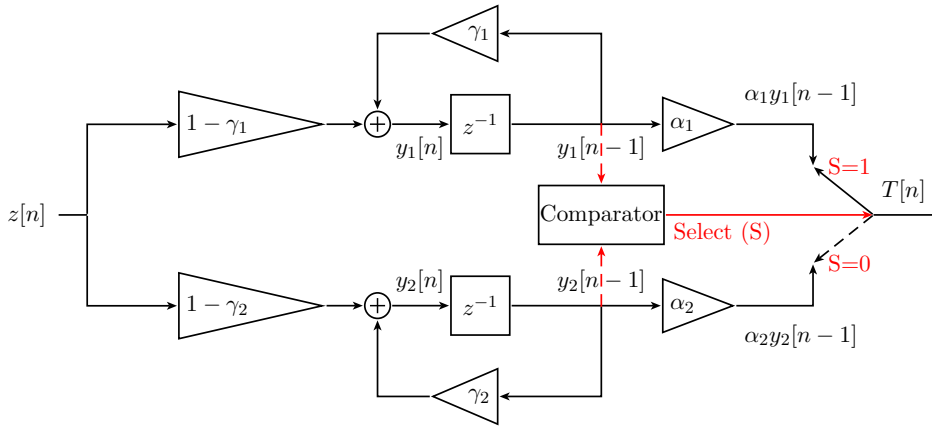 γ₁
1 − γ₁
+
y₁[n]
z⁻¹
y₁[n − 1]
α₁
α₁y₁[n − 1]
S=1
z[n]
Comparator
Select (S)
T[n]
S=0
1 − γ₂
+
y₂[n]
z⁻¹
y₂[n − 1]
α₂
α₂y₂[n − 1]
γ₂